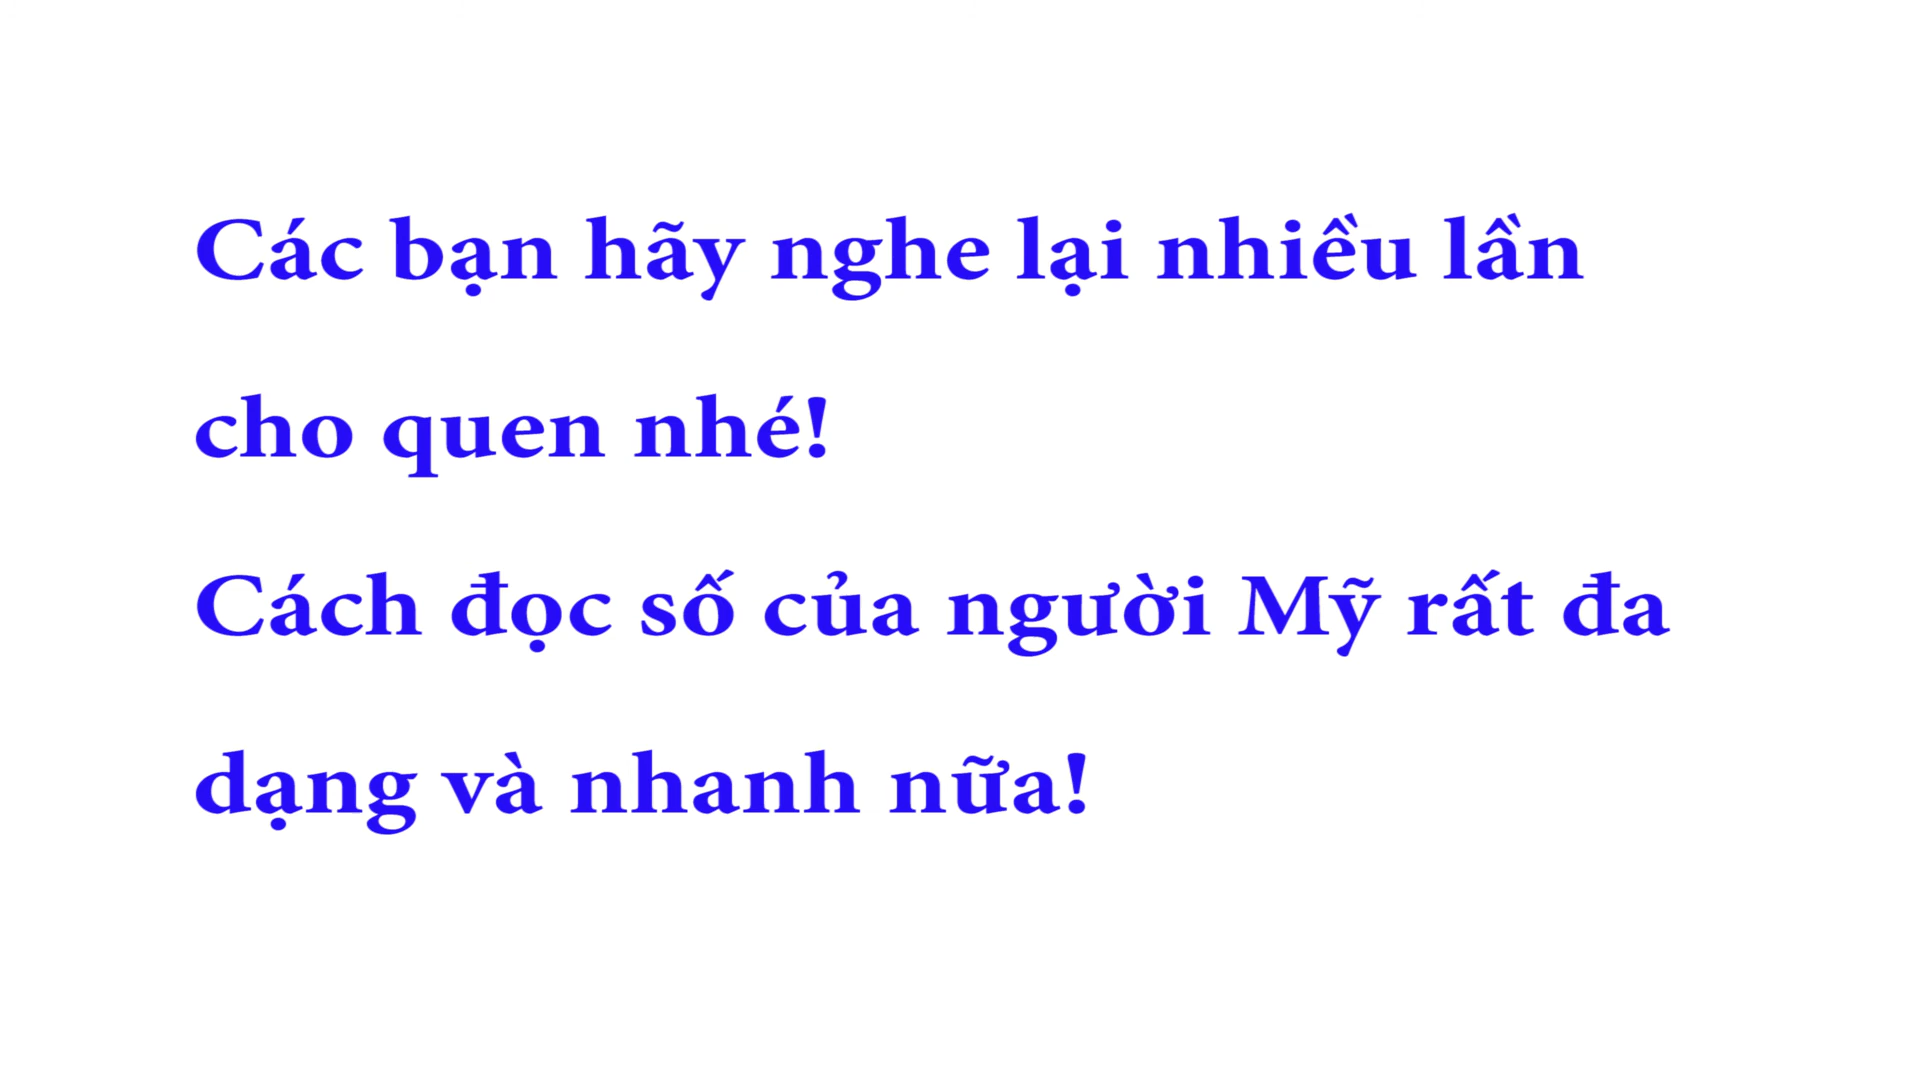 Các bạn hãy nghe lại nhiều lần
cho quen nhé!
Cách đọc số của người Mỹ rất đa
dạng và nhanh nữa!